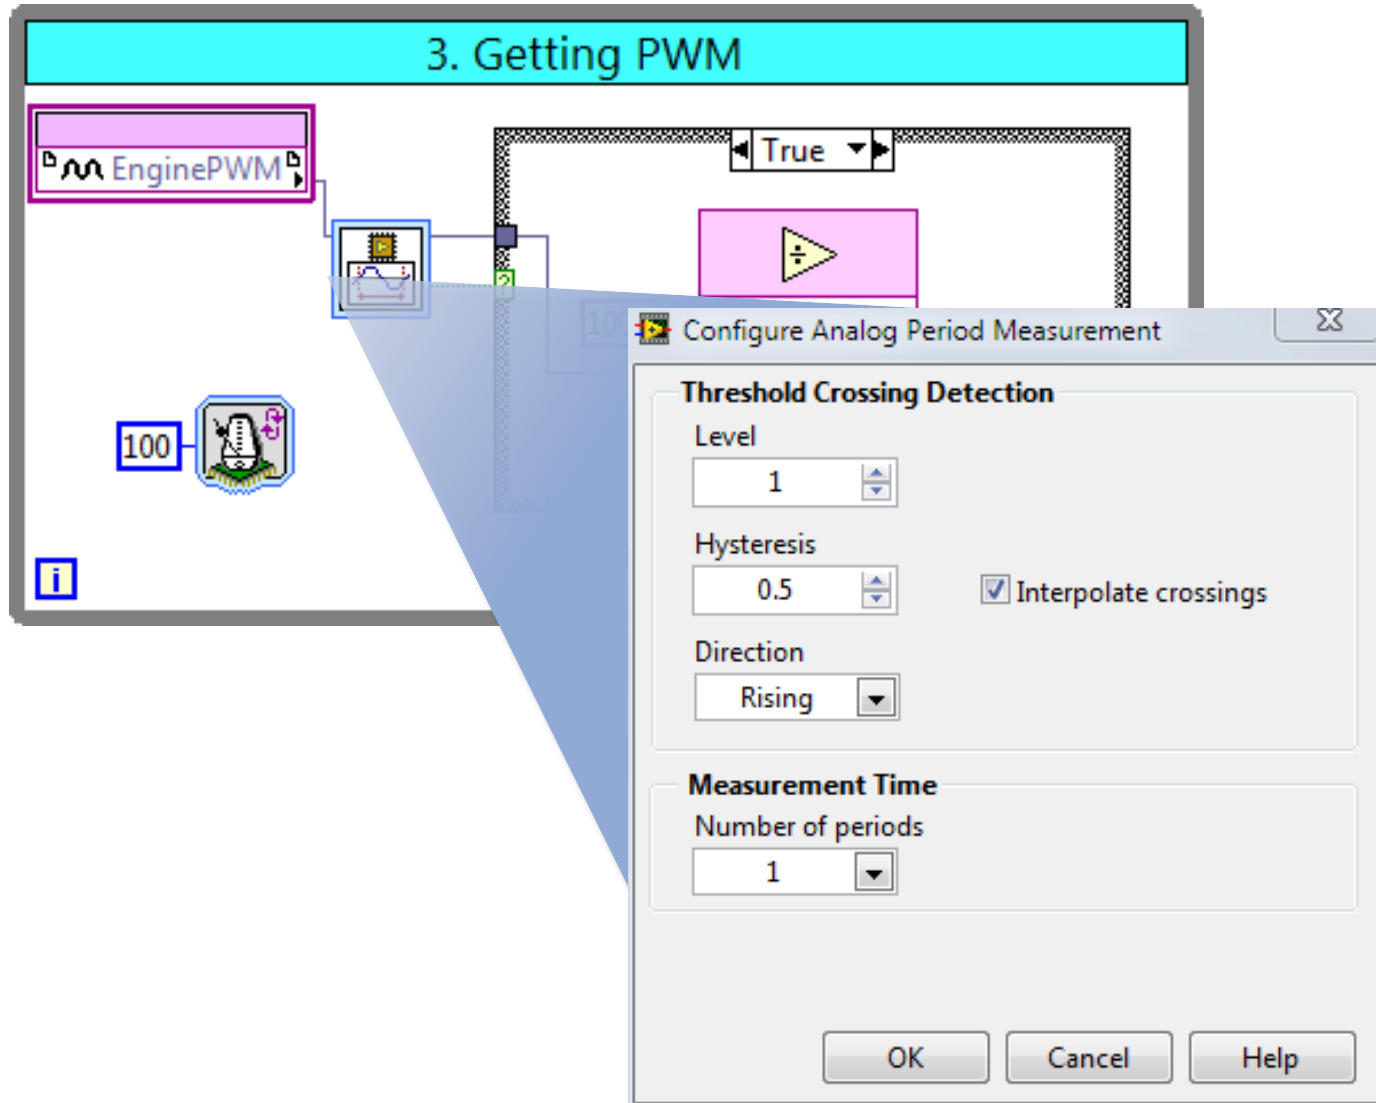 3. Getting PWM
EnginePWM
True
?
100
i
Configure Analog Period Measurement
Threshold Crossing Detection
Level
1
Hysteresis
0.5
Interpolate crossings
Direction
Rising
Measurement Time
Number of periods
1
OK
Cancel
Help